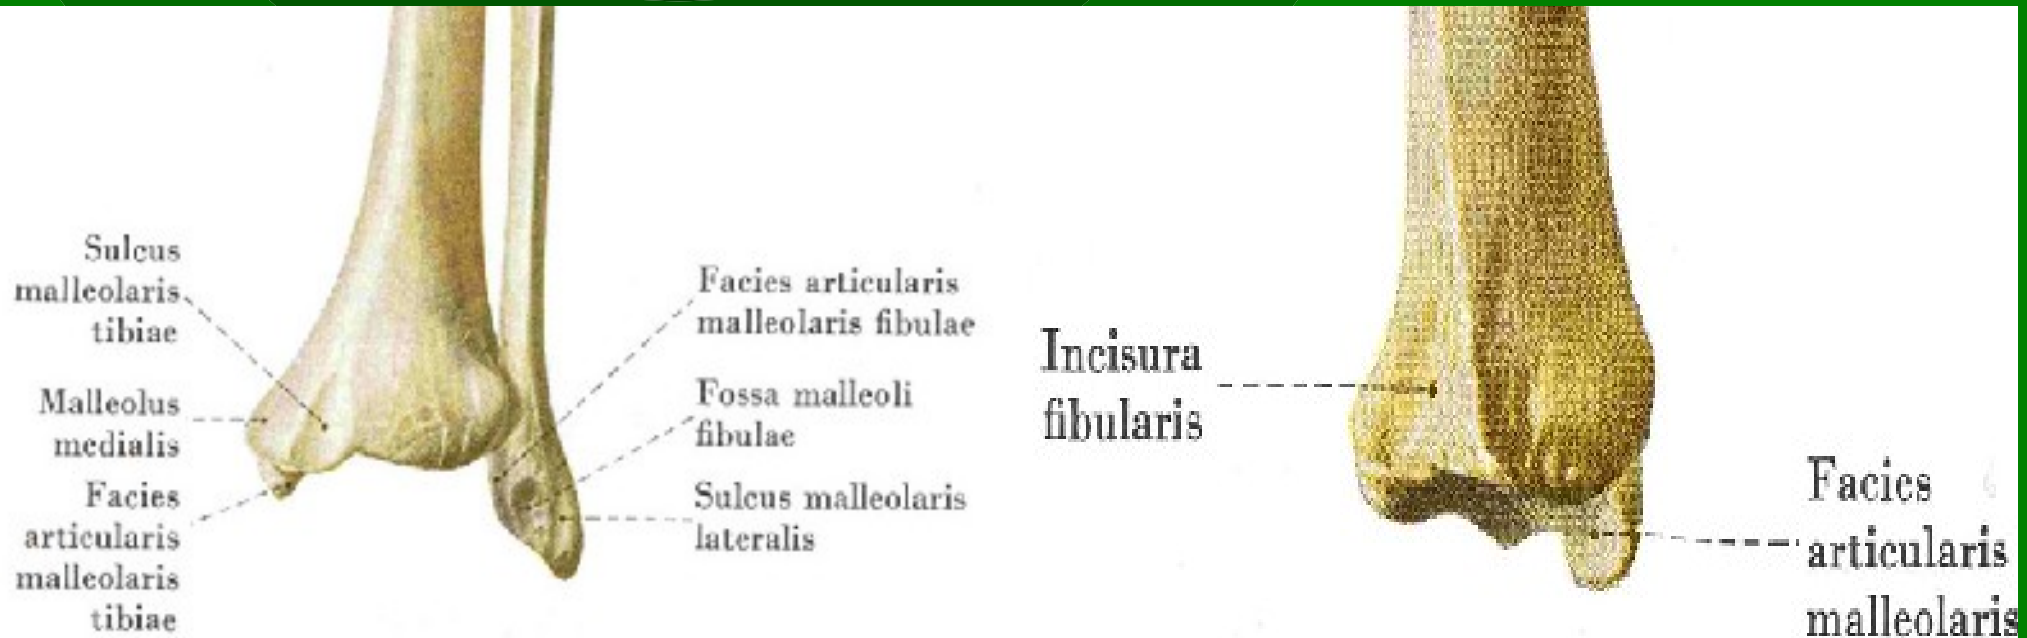 Sulcus
malleolaris
tibiae
Malleolus
medialis
Facies
articularis
malleolaris
tibiae
Facies articularis
malleolaris fibulae
Fossa malleoli
fibulae
Sulcus malleolaris
lateralis
Incisura
fibularis
Facies
articularis
malleolaris